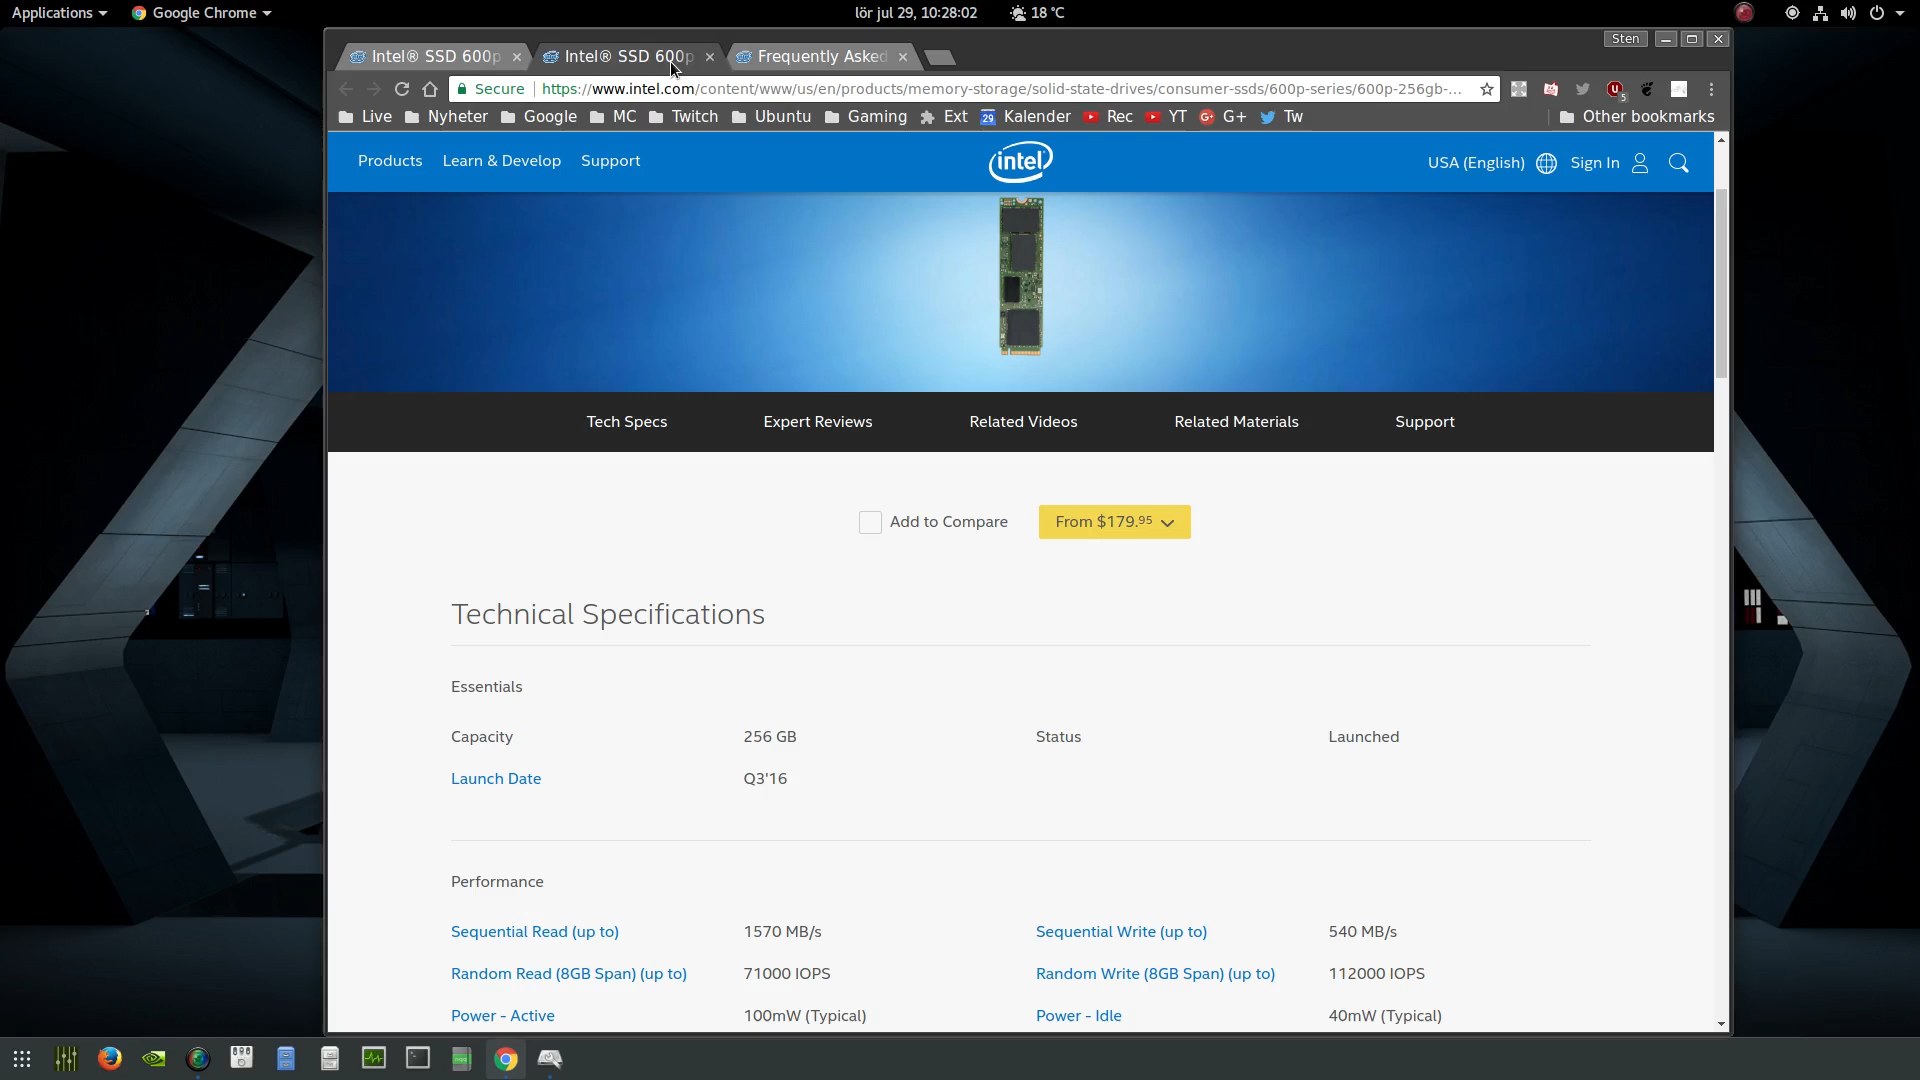 Applications Google Chrome lör jul 29, 10:28:02 18 °C
Sten
Intel® SSD 600p Intel® SSD 600p Frequently Asked
Secure https://www.intel.com/content/www/us/en/products/memory-storage/solid-state-drives/consumer-ssds/600p-series/600p-256gb-...
Live Nyheter Google MC Twitch Ubuntu Gaming Ext 29 Kalender Rec YT G+ Tw Other bookmarks
Products Learn & Develop Support intel USA (English) Sign In
Tech Specs Expert Reviews Related Videos Related Materials Support
Add to Compare From $179.95
Technical Specifications
Essentials
Capacity 256 GB Status Launched
Launch Date Q3'16
Performance
Sequential Read (up to) 1570 MB/s Sequential Write (up to) 540 MB/s
Random Read (8GB Span) (up to) 71000 IOPS Random Write (8GB Span) (up to) 112000 IOPS
Power - Active 100mW (Typical) Power - Idle 40mW (Typical)